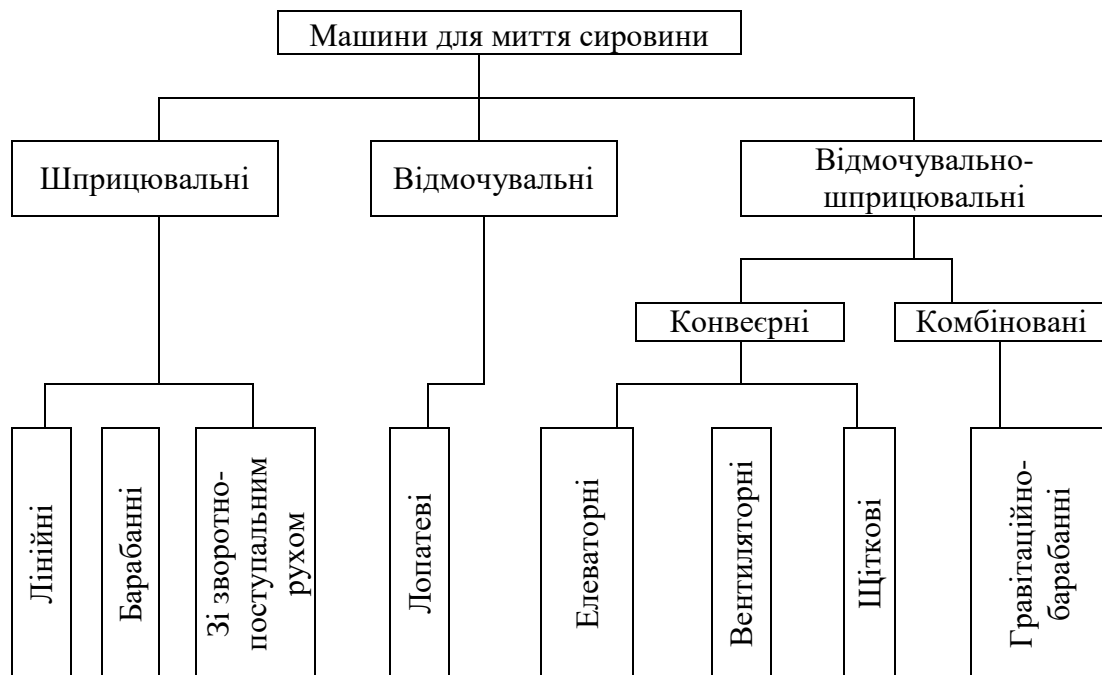 Машини для миття сировини
Шприцювальні
Відмочувальні
Відмочувально-
шприцювальні
Конвеєрні
Комбіновані
Лінійні
Барабанні
Зі зворотно-
поступальним
рухом
Лопатеві
Елеваторні
Вентиляторні
Щіткові
Гравітаційно-
барабанні